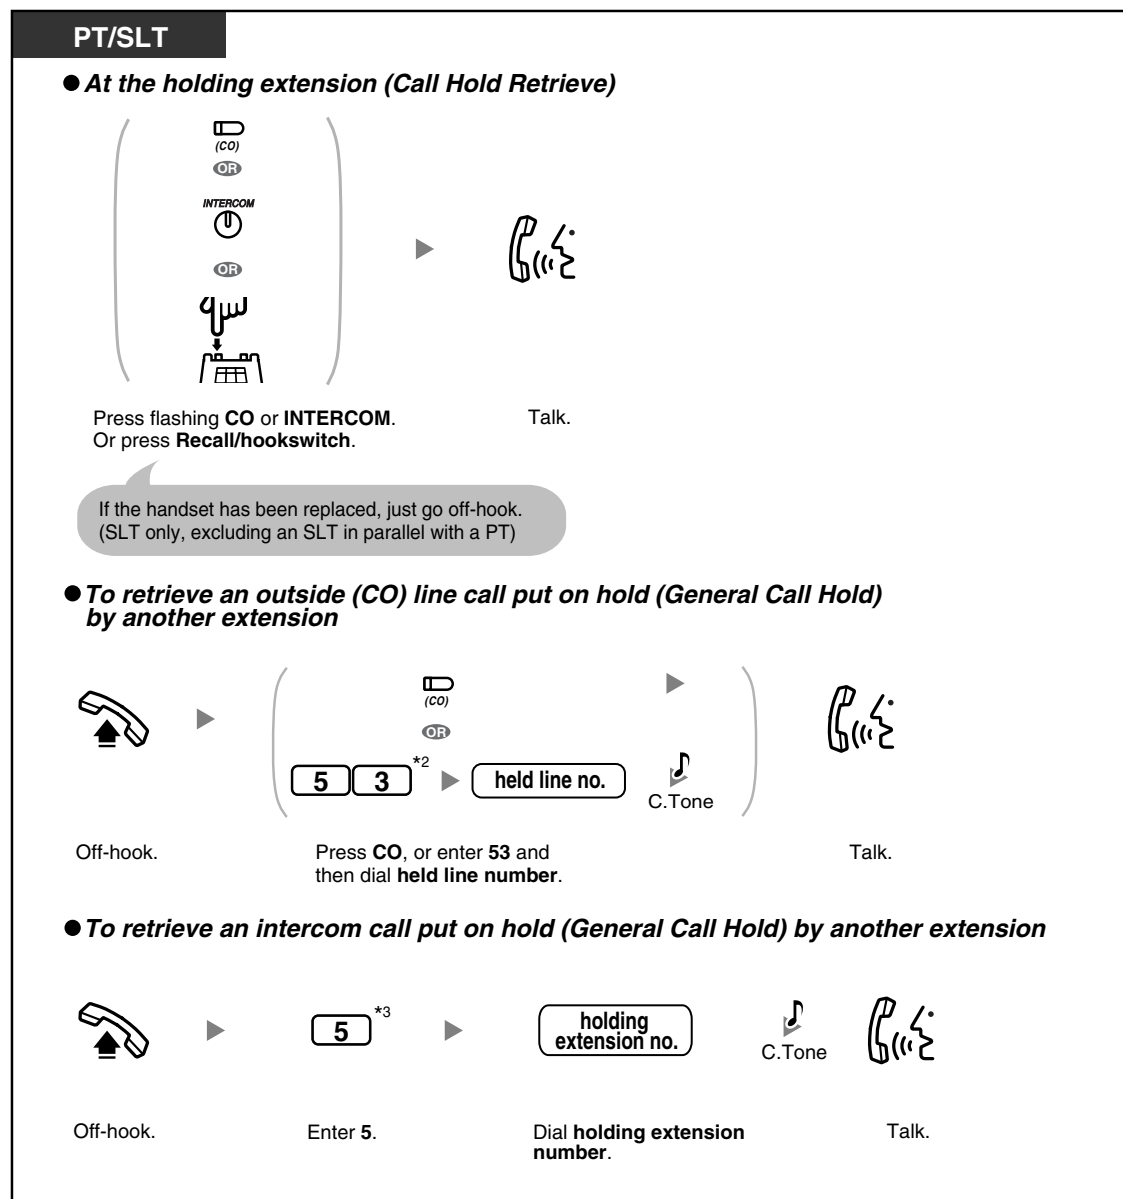 PT/SLT
● At the holding extension (Call Hold Retrieve)
(CO)
OR
INTERCOM
OR
Press flashing CO or INTERCOM.
Or press Recall/hookswitch.
Talk.
If the handset has been replaced, just go off-hook.
(SLT only, excluding an SLT in parallel with a PT)
● To retrieve an outside (CO) line call put on hold (General Call Hold)
by another extension
(CO)
OR
5 3 *2 held line no.
C.Tone
Off-hook.
Press CO, or enter 53 and
then dial held line number.
Talk.
● To retrieve an intercom call put on hold (General Call Hold) by another extension
5 *3
holding
extension no.
C.Tone
Off-hook.
Enter 5.
Dial holding extension
number.
Talk.